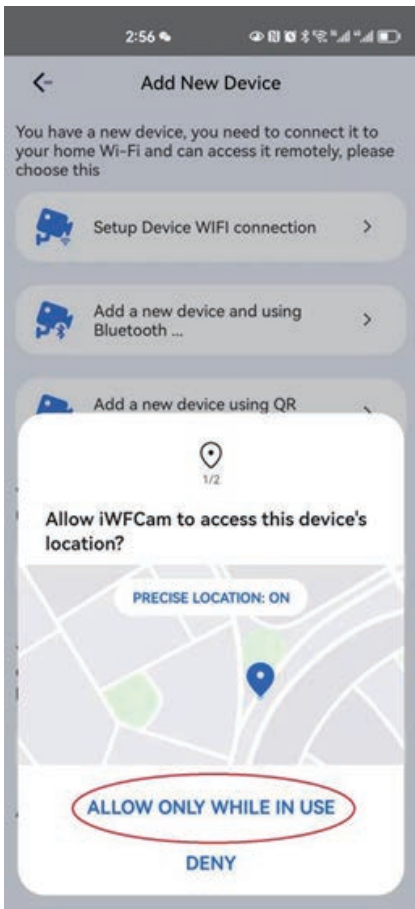 2:56
Add New Device
You have a new device, you need to connect it to
your home Wi-Fi and can access it remotely, please
choose this
Setup Device WIFI connection
Add a new device and using
Bluetooth ...
Add a new device using QR
1/2
Allow iWFCam to access this device's
location?
PRECISE LOCATION: ON
ALLOW ONLY WHILE IN USE
DENY